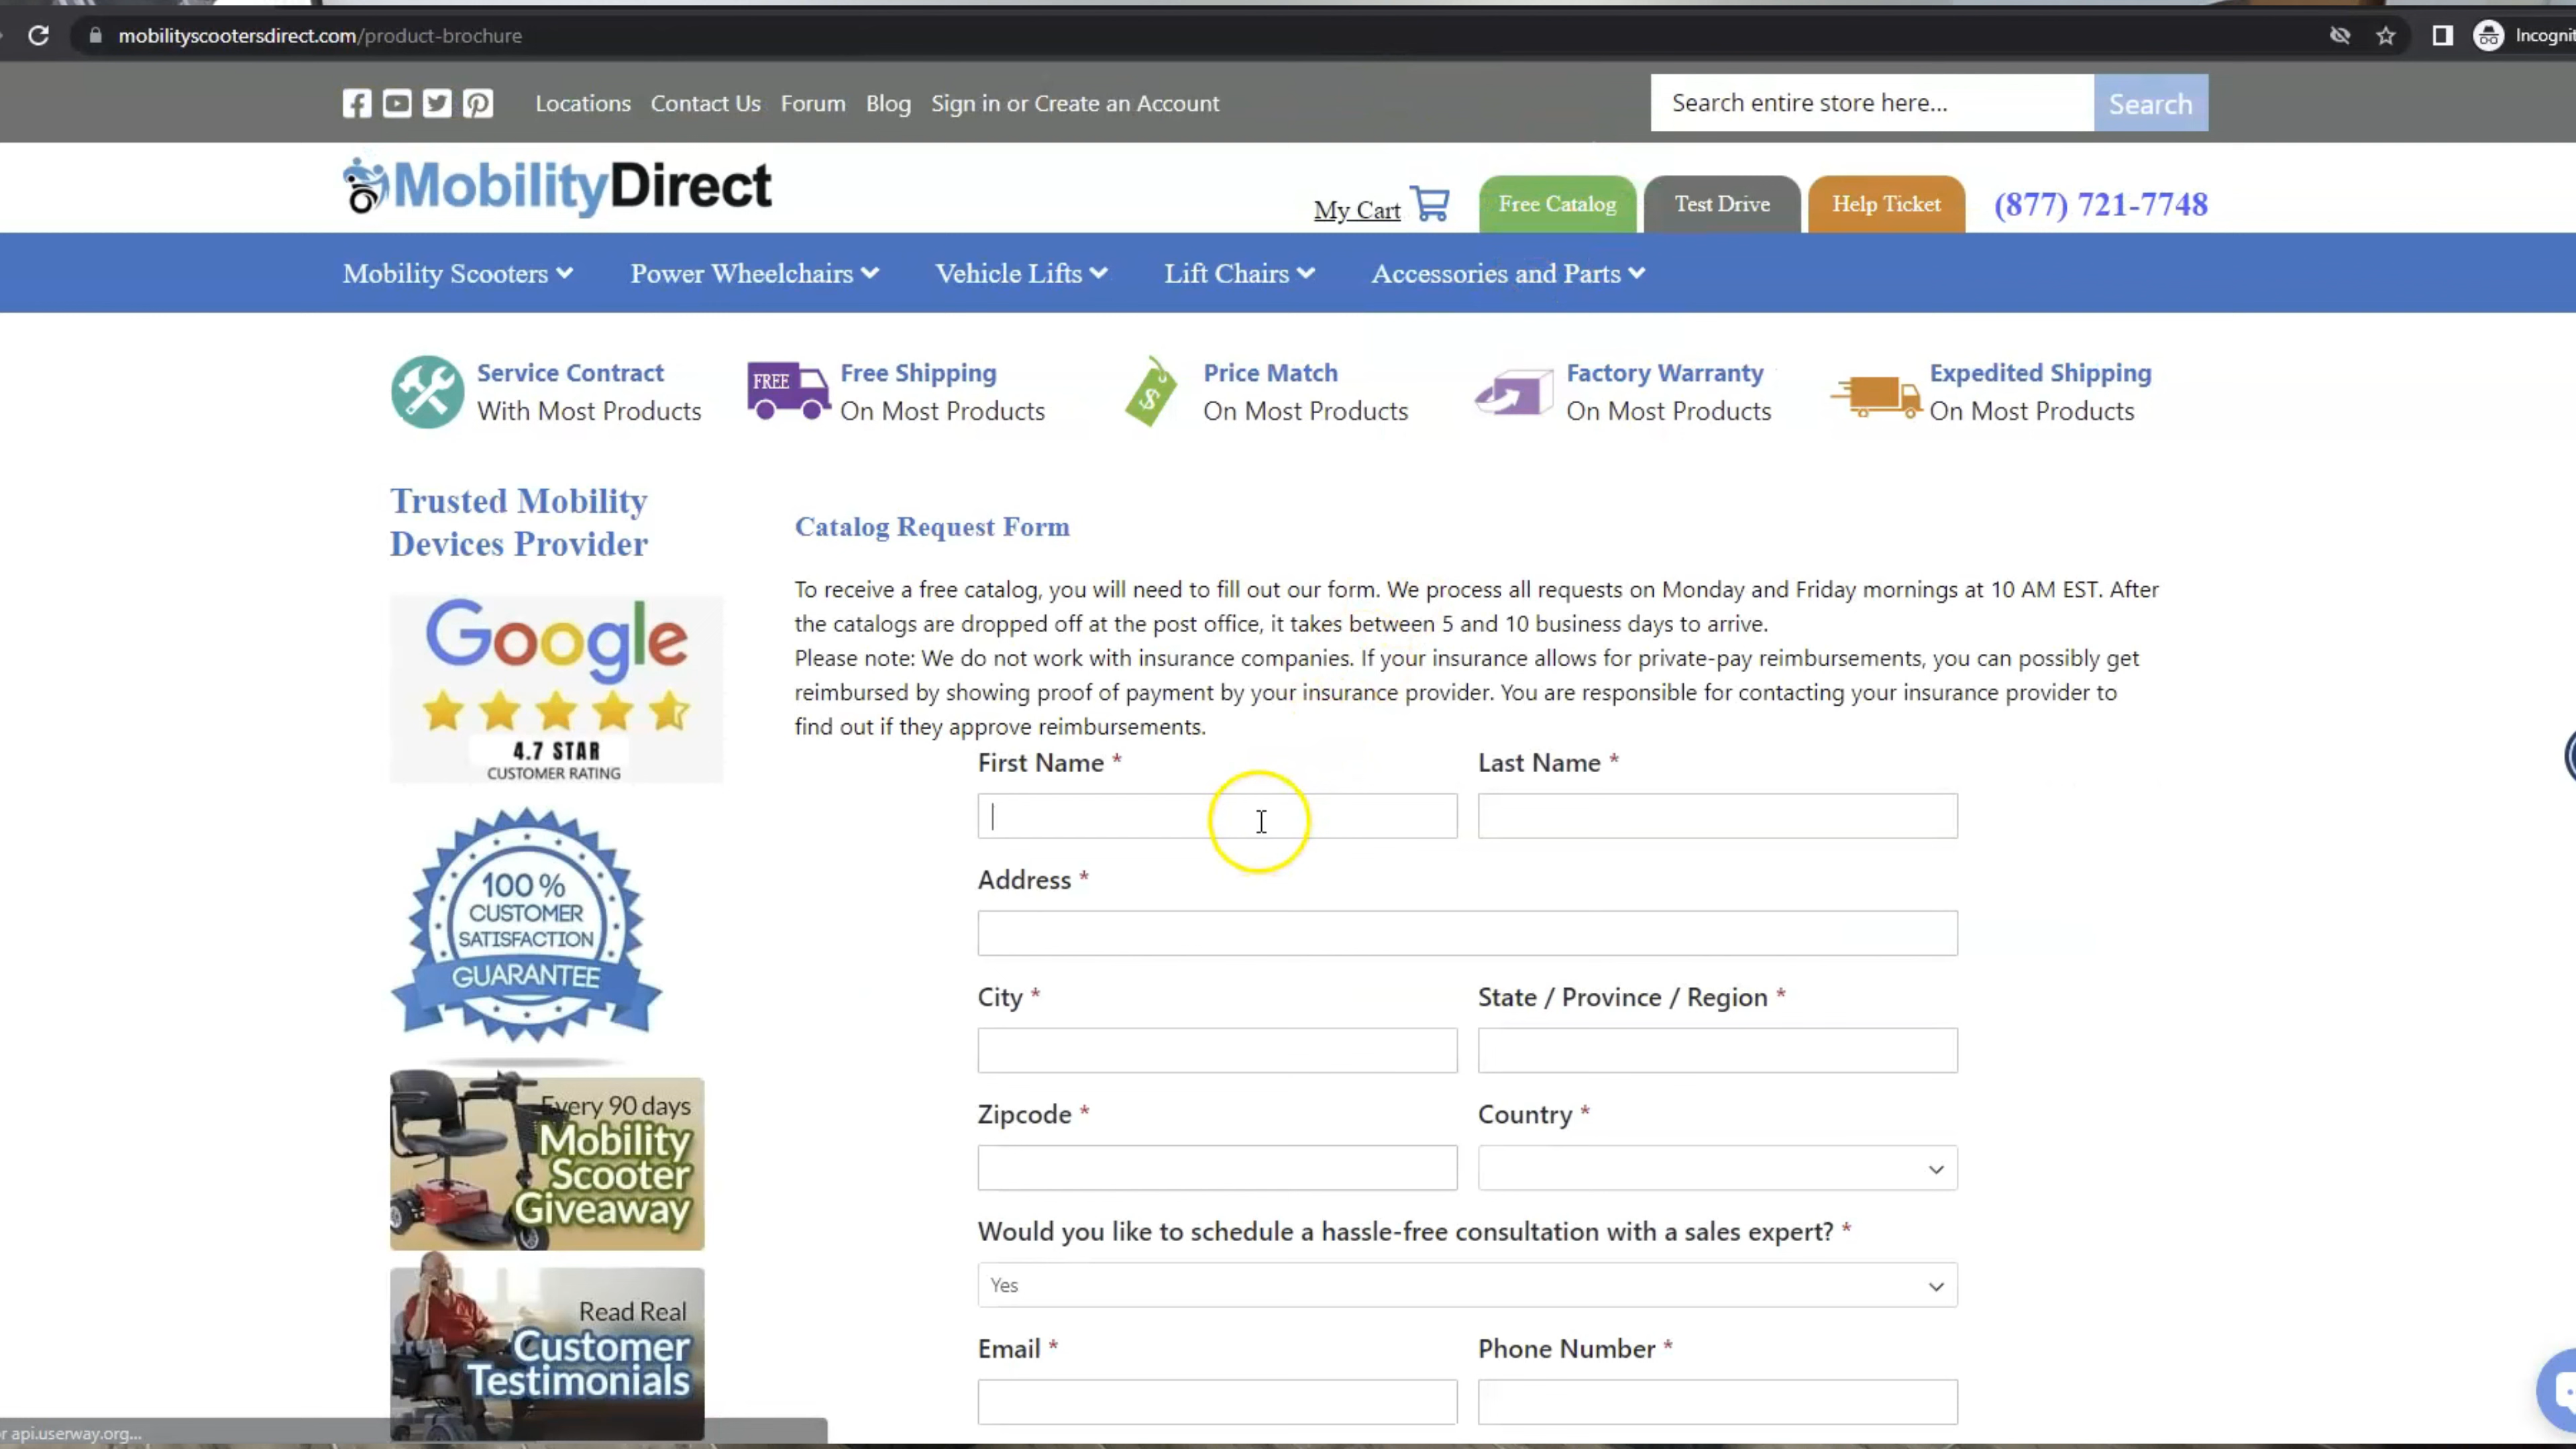 mobilityscootersdirect.com/product-brochure
Locations Contact Us Forum Blog Sign in or Create an Account
Search entire store here... Search
MobilityDirect
My Cart Free Catalog Test Drive Help Ticket (877) 721-7748
Mobility Scooters Power Wheelchairs Vehicle Lifts Lift Chairs Accessories and Parts
Service Contract
With Most Products
FREE
Free Shipping
On Most Products
$
Price Match
On Most Products
Factory Warranty
On Most Products
Expedited Shipping
On Most Products
Trusted Mobility
Devices Provider
Google
4.7 STAR
CUSTOMER RATING
100%
CUSTOMER
SATISFACTION
GUARANTEE
Every 90 days
Mobility
Scooter
Giveaway
Read Real
Customer
Testimonials
Catalog Request Form
To receive a free catalog, you will need to fill out our form. We process all requests on Monday and Friday mornings at 10 AM EST. After
the catalogs are dropped off at the post office, it takes between 5 and 10 business days to arrive.
Please note: We do not work with insurance companies. If your insurance allows for private-pay reimbursements, you can possibly get
reimbursed by showing proof of payment by your insurance provider. You are responsible for contacting your insurance provider to
find out if they approve reimbursements.
First Name * Last Name *
Address *
City * State / Province / Region *
Zipcode * Country *
Would you like to schedule a hassle-free consultation with a sales expert? *
Yes
Email * Phone Number *
api.userway.org...